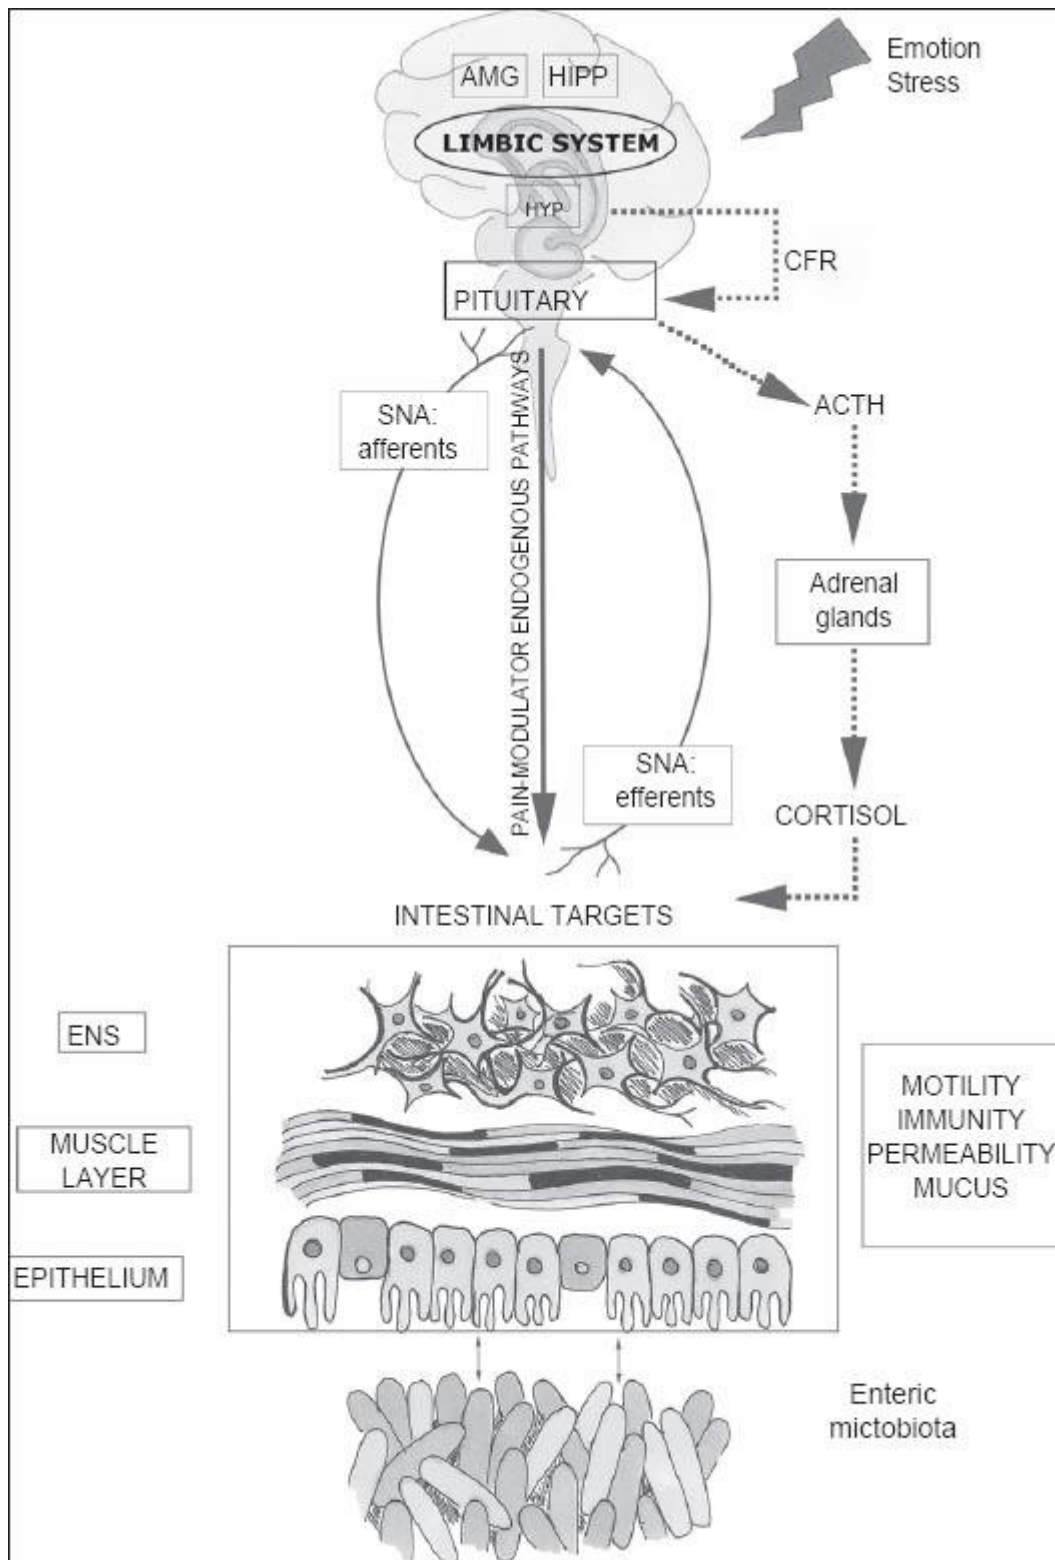 Emotion
Stress
AMG
HIPP
LIMBIC SYSTEM
HYP
CFR
PITUITARY
ACTH
SNA:
afferents
PAIN-MODULATOR ENDOGENOUS PATHWAYS
Adrenal
glands
SNA:
efferents
CORTISOL
INTESTINAL TARGETS
ENS
MUSCLE
LAYER
EPITHELIUM
MOTILITY
IMMUNITY
PERMEABILITY
MUCUS
Enteric
mictobiota